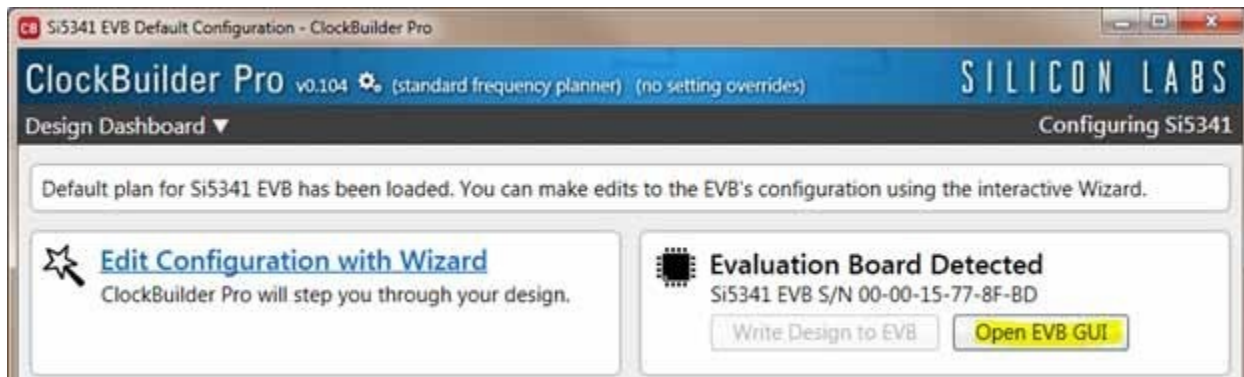 CB Si5341 EVB Default Configuration - ClockBuilder Pro
ClockBuilder Pro v0.104 (standard frequency planner) (no setting overrides) SILICON LABS
Design Dashboard ▼ Configuring Si5341
Default plan for Si5341 EVB has been loaded. You can make edits to the EVB's configuration using the interactive Wizard.
Edit Configuration with Wizard
ClockBuilder Pro will step you through your design.
Evaluation Board Detected
Si5341 EVB S/N 00-00-15-77-8F-BD
Write Design to EVB Open EVB GUI